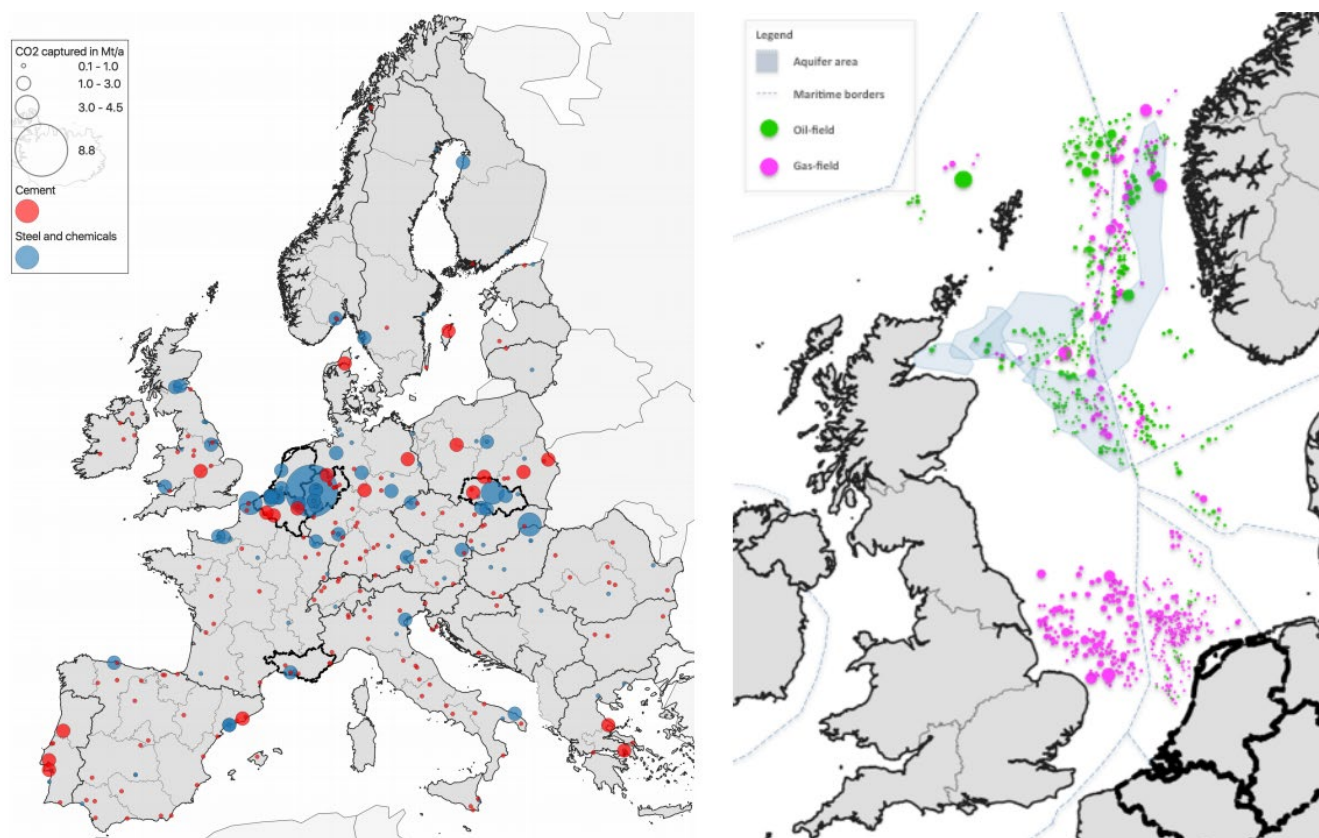 CO2 captured in Mt/a
0.1 - 1.0
1.0 - 3.0
3.0 - 4.5
8.8
Cement
Steel and chemicals
Legend
Aquifer area
Maritime borders
Oil-field
Gas-field